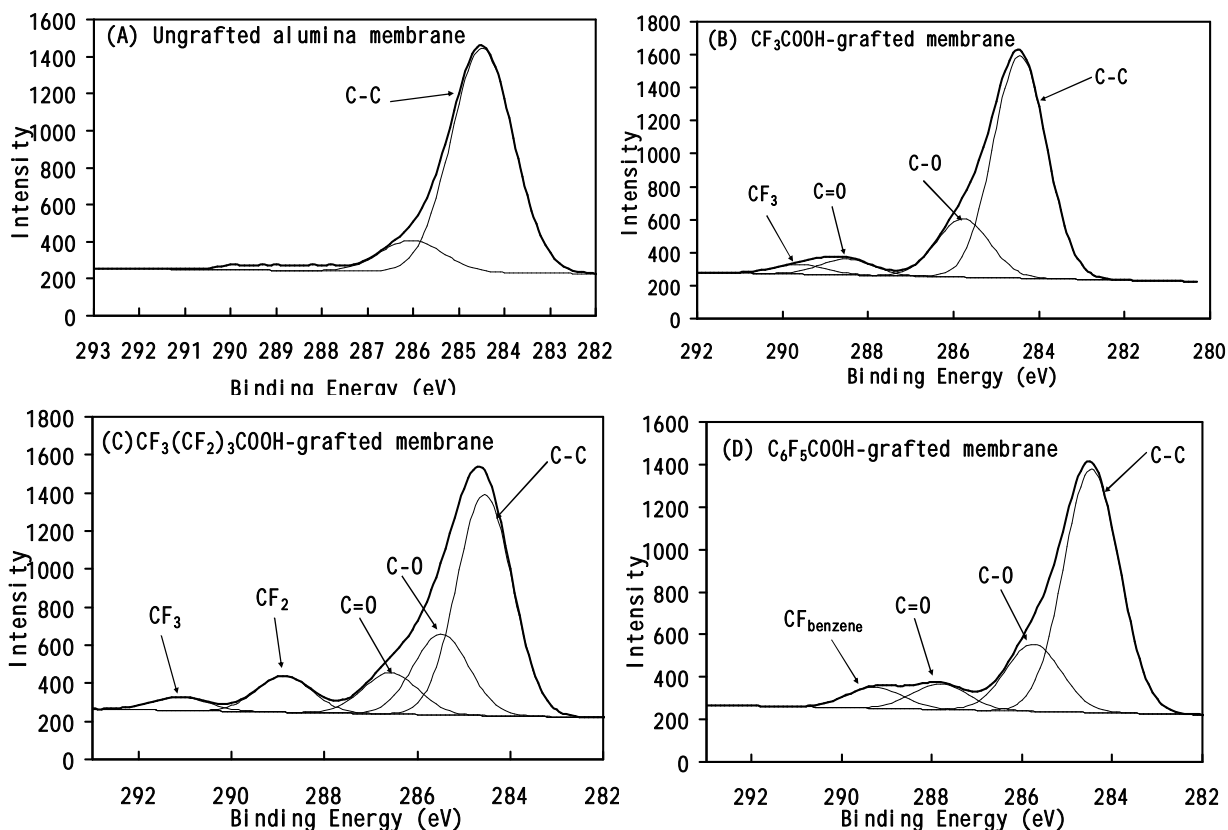 (A) Ungrafted alumina membrane
1600
1400
1200
1000
800
600
400
200
0
Intensity
C-C
293 292 291 290 289 288 287 286 285 284 283 282
Binding Energy (eV)
(B) CF₃COOH-grafted membrane
1800
1600
1400
1200
1000
800
600
400
200
0
Intensity
C-C
C-O
C=O
CF₃
292 290 288 286 284 282 280
Binding Energy (eV)
(C)CF₃(CF₂)₃COOH-grafted membrane
1800
1600
1400
1200
1000
800
600
400
200
0
Intensity
C-C
C-O
C=O
CF₂
CF₃
292 290 288 286 284 282
Binding Energy (eV)
(D) C₆F₅COOH-grafted membrane
1600
1400
1200
1000
800
600
400
200
0
Intensity
C-C
C-O
C=O
CF_benzene
292 290 288 286 284 282
Binding Energy (eV)